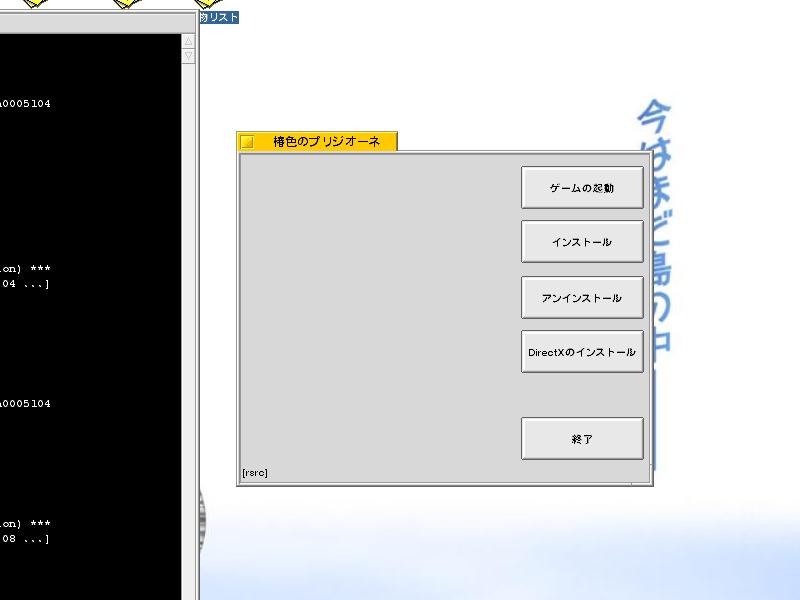 物リスト
a0005104
on) ***
04 ...]
a0005104
on) ***
08 ...]
椿色のプリジオーネ
ゲームの起動
インストール
アンインストール
DirectXのインストール
終了
[rsrc]
今はほど島の中